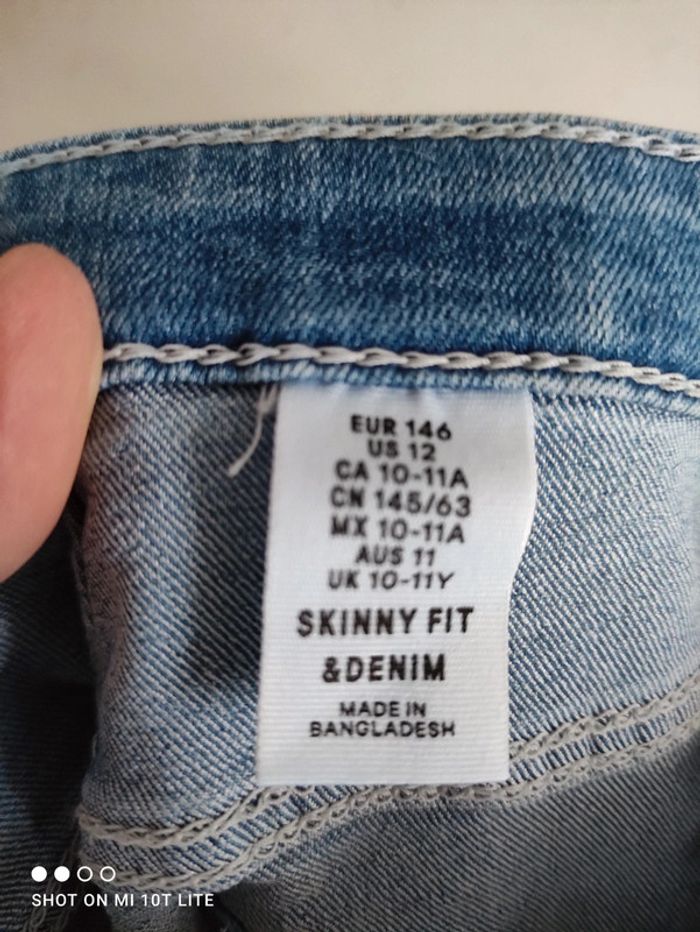 EUR 146
US 12
CA 10-11A
CN 145/63
MX 10-11A
AUS 11
UK 10-11Y
SKINNY FIT
&DENIM
MADE IN
BANGLADESH
SHOT ON MI 10T LITE